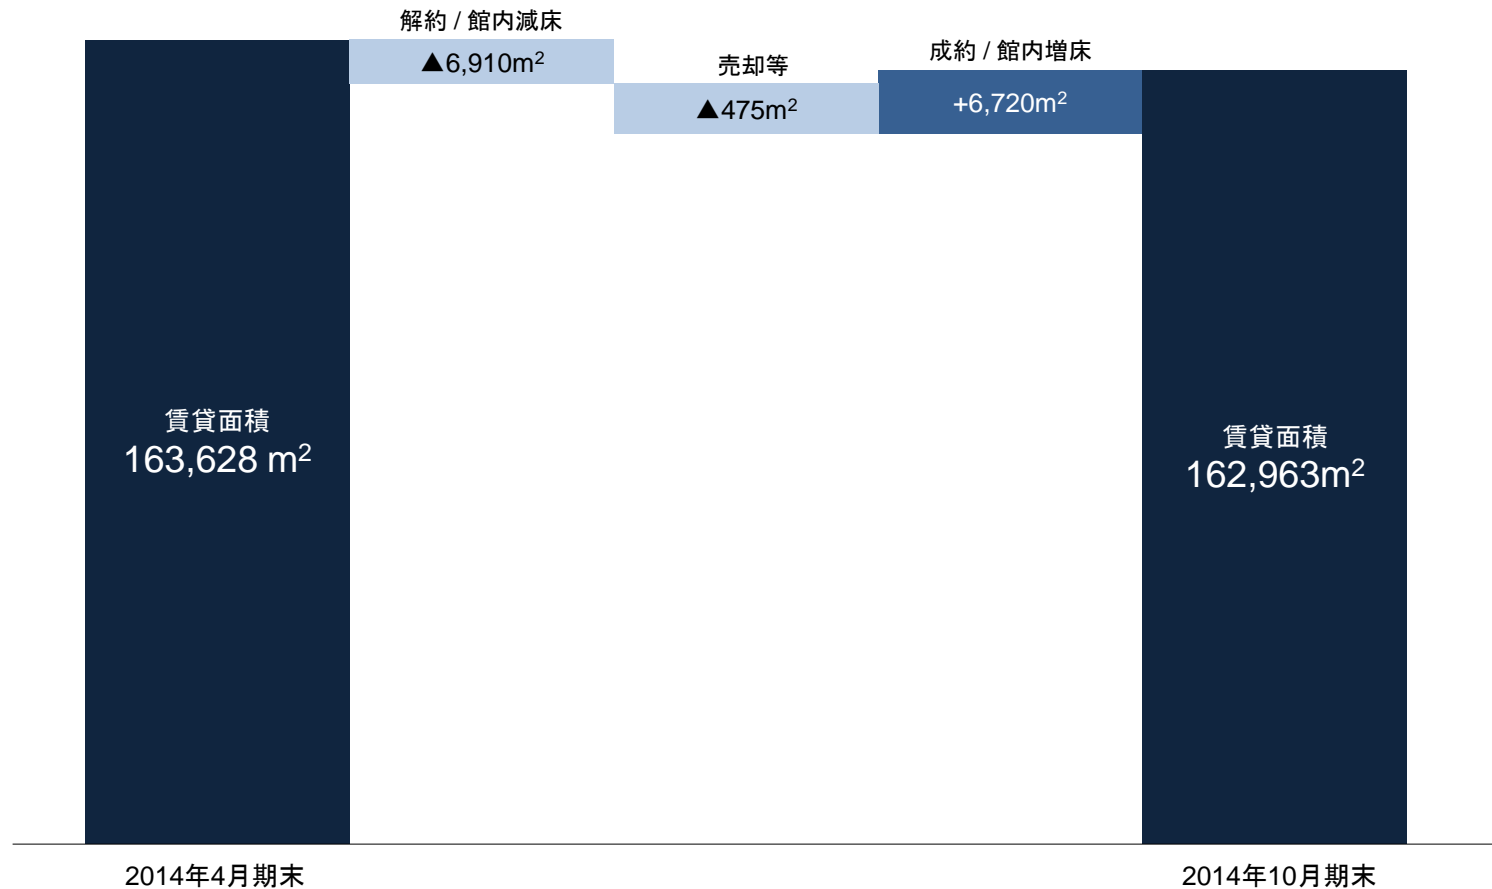 解約 / 館内減床
▲6,910m²
売却等
▲475m²
成約 / 館内増床
+6,720m²
賃貸面積
163,628 m²
賃貸面積
162,963m²
2014年4月期末
2014年10月期末